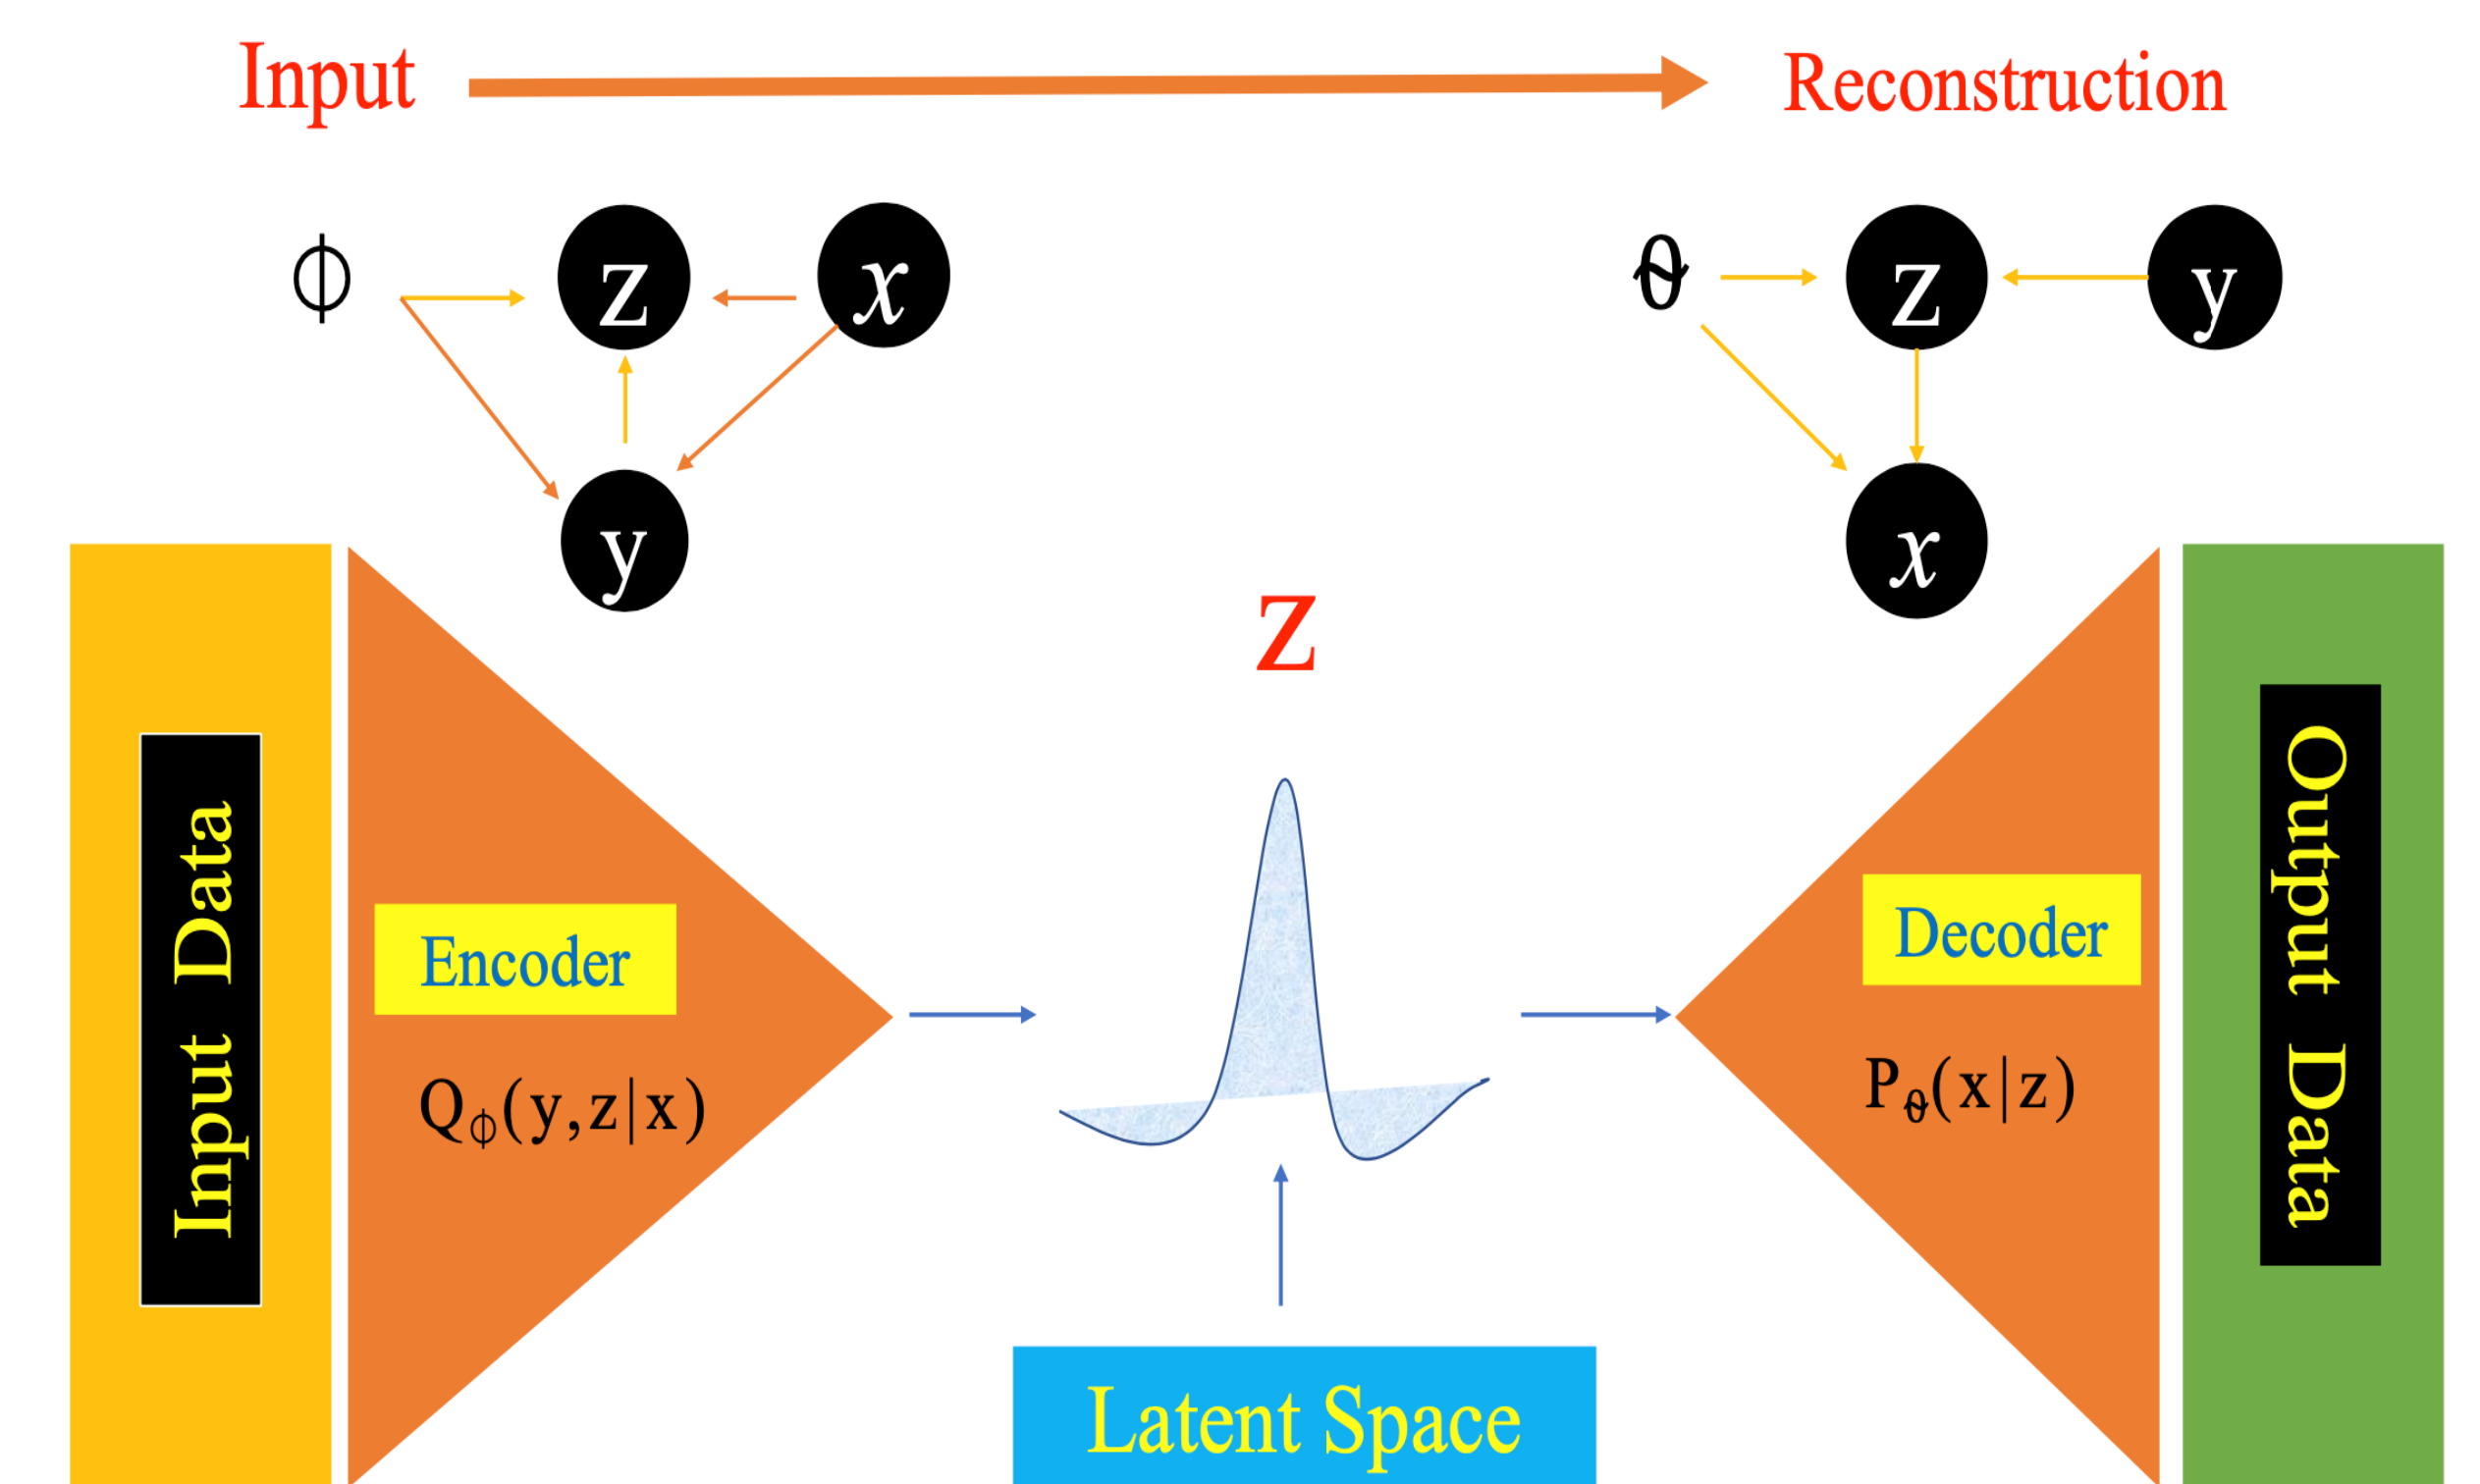 Input
Reconstruction
ϕ
z
x
y
ϑ
z
y
x
Z
Input Data
Encoder
Qϕ(y,z|x)
Decoder
Pϑ(x|z)
Output Data
Latent Space